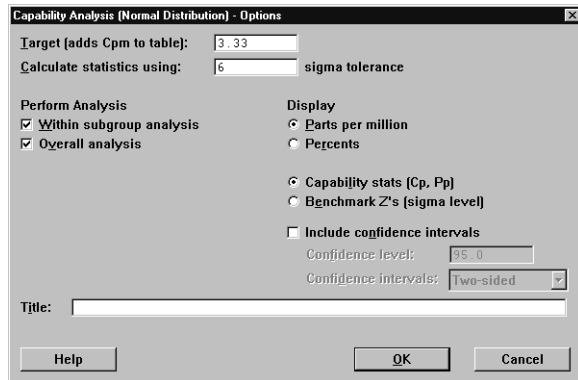 Capability Analysis (Normal Distribution) - Options
Target (adds Cpm to table): 3.33
Calculate statistics using: 6 sigma tolerance
Perform Analysis
Within subgroup analysis
Overall analysis
Display
Parts per million
Percents
Capability stats (Cp, Pp)
Benchmark Z's (sigma level)
Include confidence intervals
Confidence level: 95.0
Confidence intervals: Two-sided
Title:
Help OK Cancel